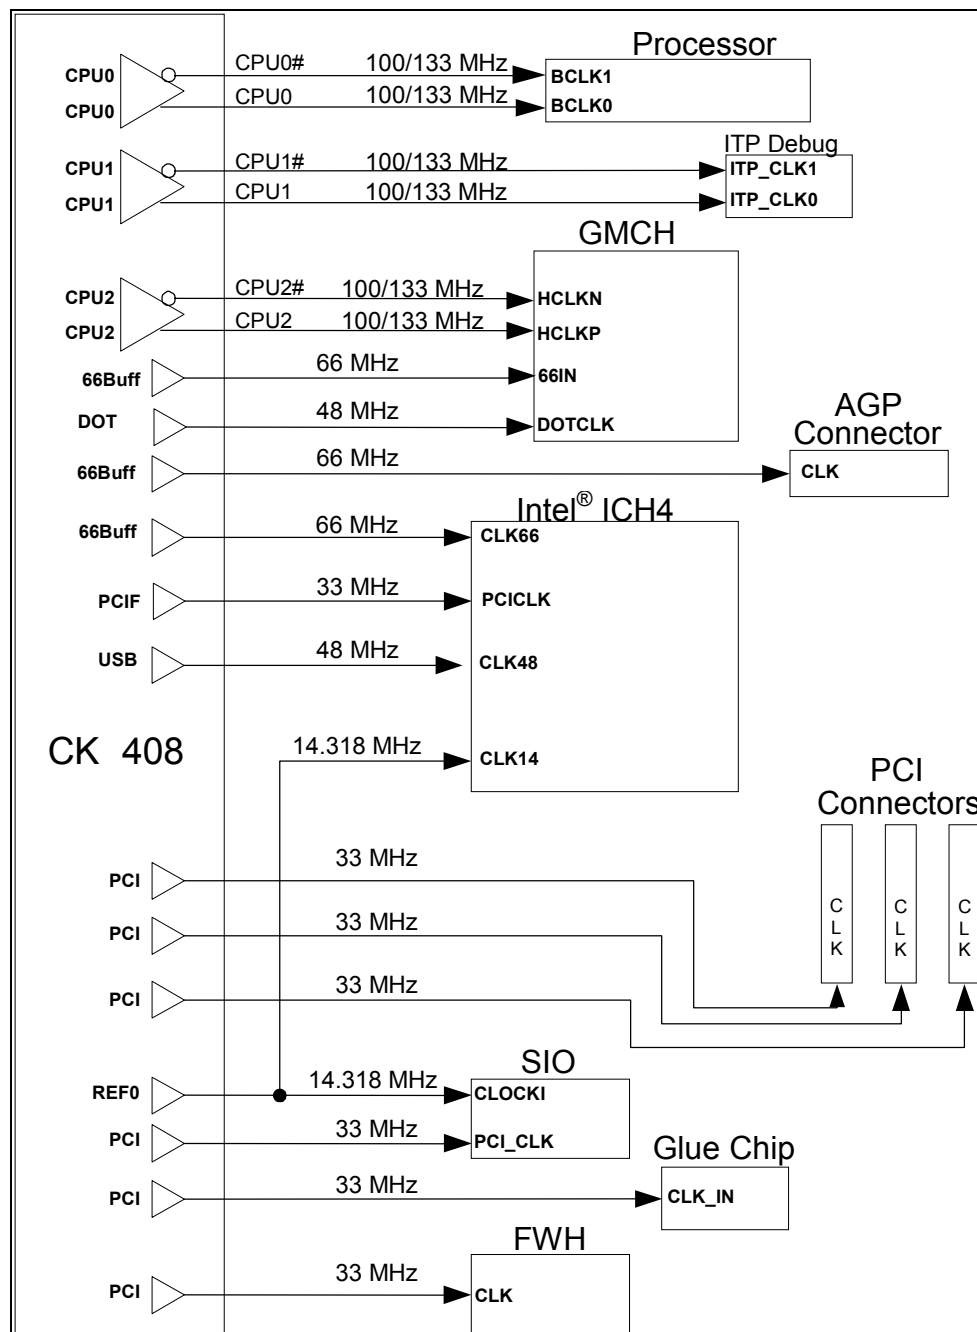 Processor
CPU0 CPU0# 100/133 MHz BCLK1
CPU0 CPU0 100/133 MHz BCLK0
ITP Debug
CPU1 CPU1# 100/133 MHz ITP_CLK1
CPU1 CPU1 100/133 MHz ITP_CLK0
GMCH
CPU2 CPU2# 100/133 MHz HCLKN
CPU2 CPU2 100/133 MHz HCLKP
66Buff 66 MHz 66IN
DOT 48 MHz DOTCLK
AGP
Connector
66Buff 66 MHz CLK
Intel® ICH4
66Buff 66 MHz CLK66
PCIF 33 MHz PCICLK
USB 48 MHz CLK48
CK 408
14.318 MHz CLK14
PCI
Connectors
PCI 33 MHz CLK
PCI 33 MHz CLK
PCI 33 MHz CLK
SIO
REF0 14.318 MHz CLOCKI
PCI 33 MHz PCI_CLK
Glue Chip
PCI 33 MHz CLK_IN
FWH
PCI 33 MHz CLK